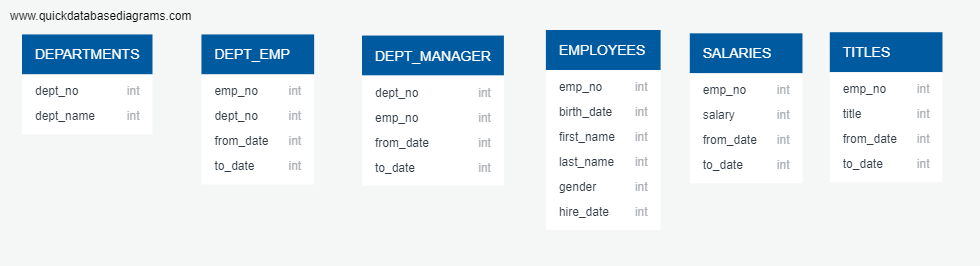 www.quickdatabasediagrams.com
DEPARTMENTS
dept_no int
dept_name int
DEPT_EMP
emp_no int
dept_no int
from_date int
to_date int
DEPT_MANAGER
dept_no int
emp_no int
from_date int
to_date int
EMPLOYEES
emp_no int
birth_date int
first_name int
last_name int
gender int
hire_date int
SALARIES
emp_no int
salary int
from_date int
to_date int
TITLES
emp_no int
title int
from_date int
to_date int